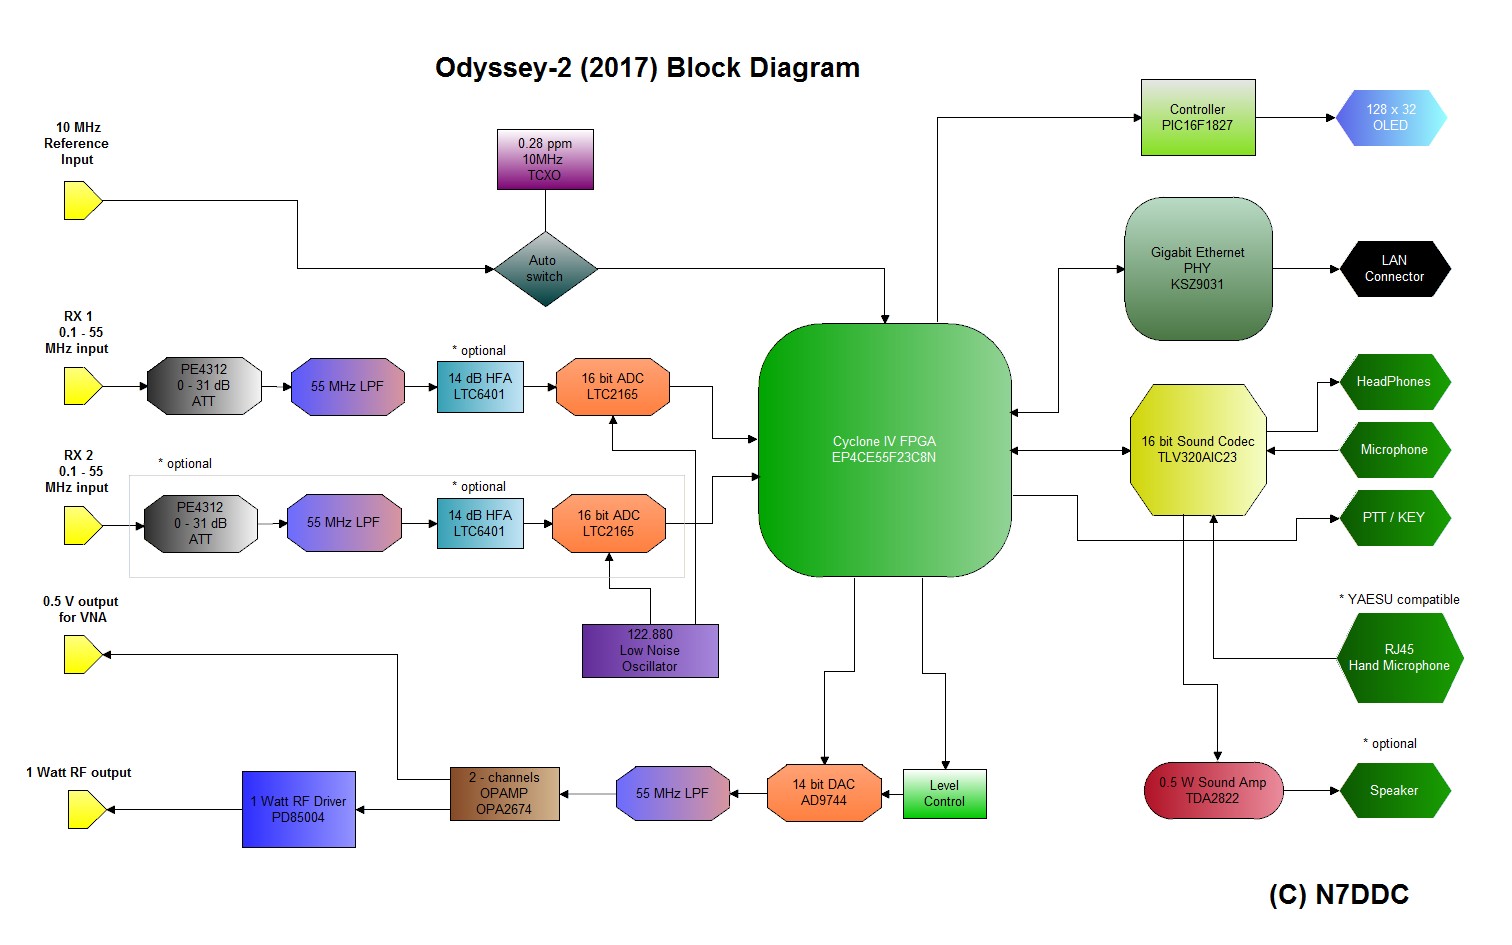 Odyssey-2 (2017) Block Diagram
10 MHz
Reference
Input
0.28 ppm
10MHz
TCXO
Auto
switch
Controller
PIC16F1827
128 x 32
OLED
Gigabit Ethernet
PHY
KSZ9031
LAN
Connector
RX 1
0.1 - 55
MHz input
PE4312
0 - 31 dB
ATT
55 MHz LPF
* optional
14 dB HFA
LTC6401
16 bit ADC
LTC2165
RX 2
0.1 - 55
MHz input
* optional
PE4312
0 - 31 dB
ATT
55 MHz LPF
* optional
14 dB HFA
LTC6401
16 bit ADC
LTC2165
122.880
Low Noise
Oscillator
Cyclone IV FPGA
EP4CE55F23C8N
16 bit Sound Codec
TLV320AIC23
HeadPhones
Microphone
PTT / KEY
* YAESU compatible
RJ45
Hand Microphone
0.5 V output
for VNA
1 Watt RF output
1 Watt RF Driver
PD85004
2 - channels
OPAMP
OPA2674
55 MHz LPF
14 bit DAC
AD9744
Level
Control
0.5 W Sound Amp
TDA2822
* optional
Speaker
(C) N7DDC